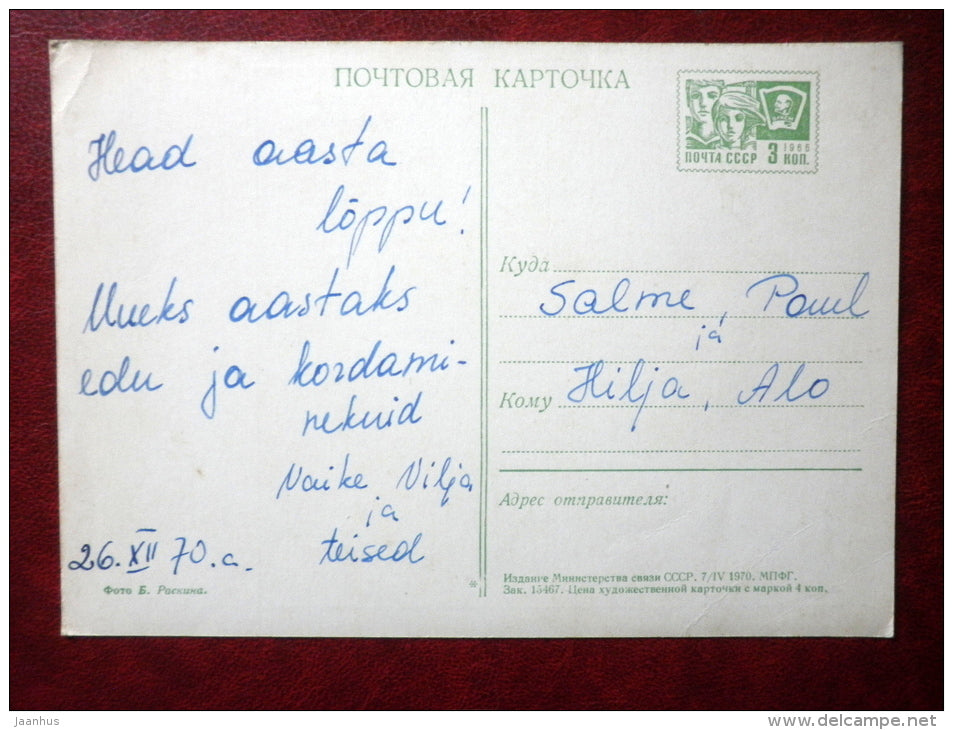 ПОЧТОВАЯ КАРТОЧКА
ПОЧТА СССР 3 КОП. 1966
Head aasta
lõppu!
Uueks aastaks
edu ja kordami-
nekuid
Vaike Vilja
ja
teised
26. XII 70. a.
Фото Б. Раскина.
*
Куда
Salme, Paul
ja
Кому Hilja, Alo
Адрес отправителя:
Издание Министерства связи СССР. 7/IV 1970. МПФГ.
Зак. 15467. Цена художественной карточки с маркой 4 коп.
Jaanhus
www.delcampe.net